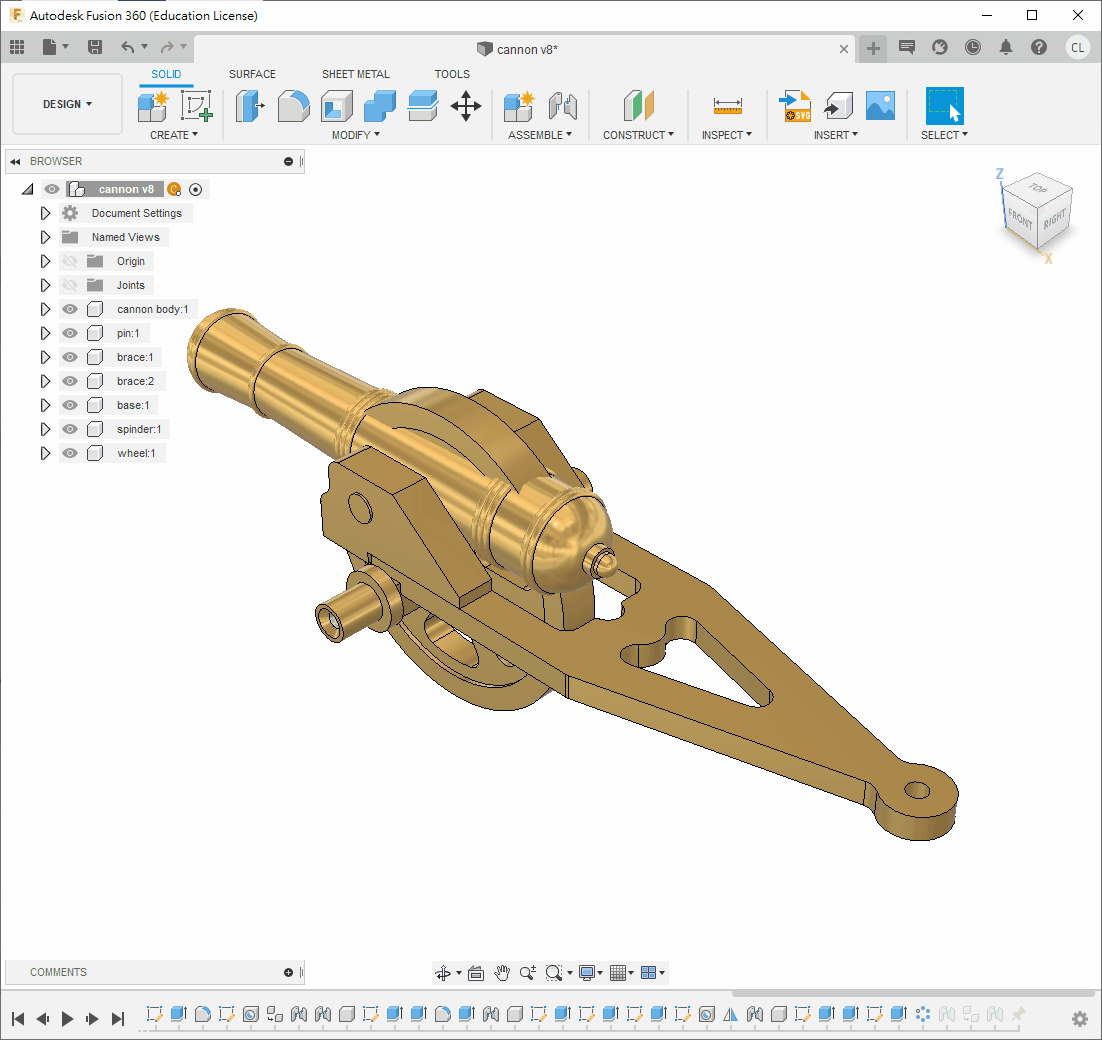 F Autodesk Fusion 360 (Education License)
cannon v8*
CL
SOLID SURFACE SHEET METAL TOOLS
DESIGN
SVG
CREATE MODIFY ASSEMBLE CONSTRUCT INSPECT INSERT SELECT
BROWSER
cannon v8 C
Document Settings
Named Views
Origin
Joints
cannon body:1
pin:1
brace:1
brace:2
base:1
spinder:1
wheel:1
Z
TOP
FRONT RIGHT
X
COMMENTS